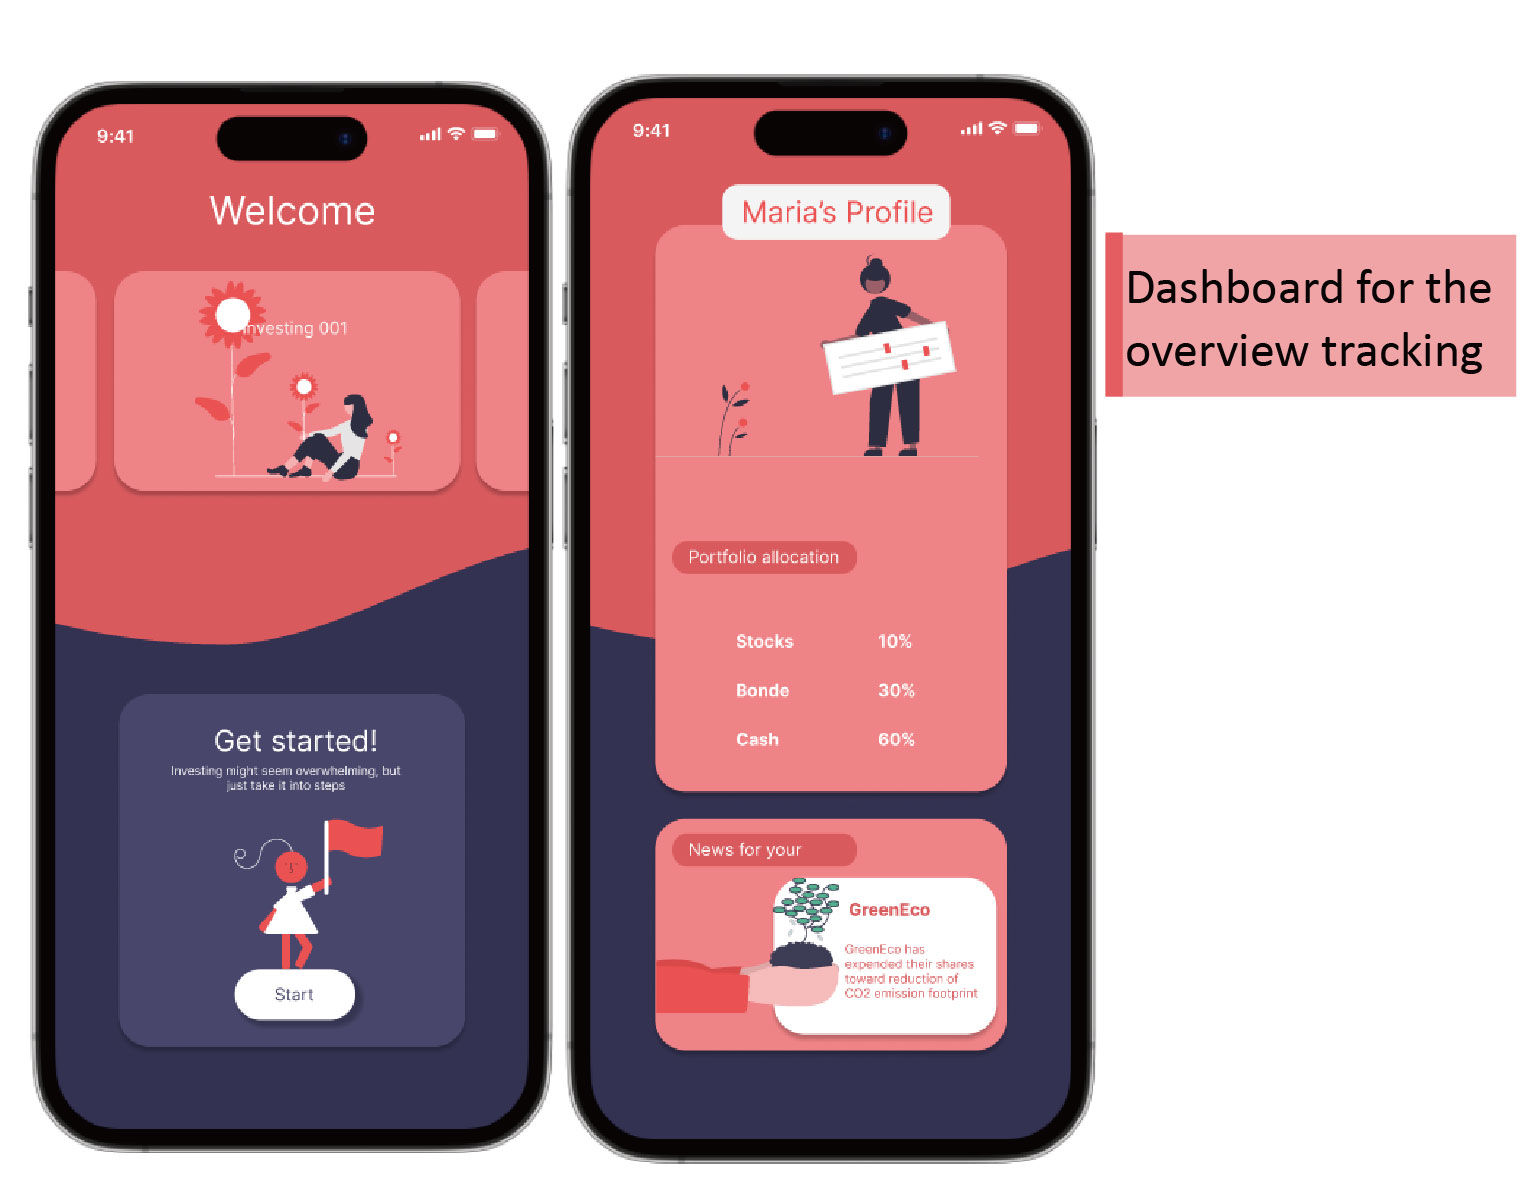 9:41
Welcome
Investing 001
Get started!
Investing might seem overwhelming, but
just take it into steps
Start
9:41
Maria's Profile
Portfolio allocation
Stocks 10%
Bonde 30%
Cash 60%
News for your
GreenEco
GreenEco has
expended their shares
toward reduction of
CO2 emission footprint
Dashboard for the
overview tracking